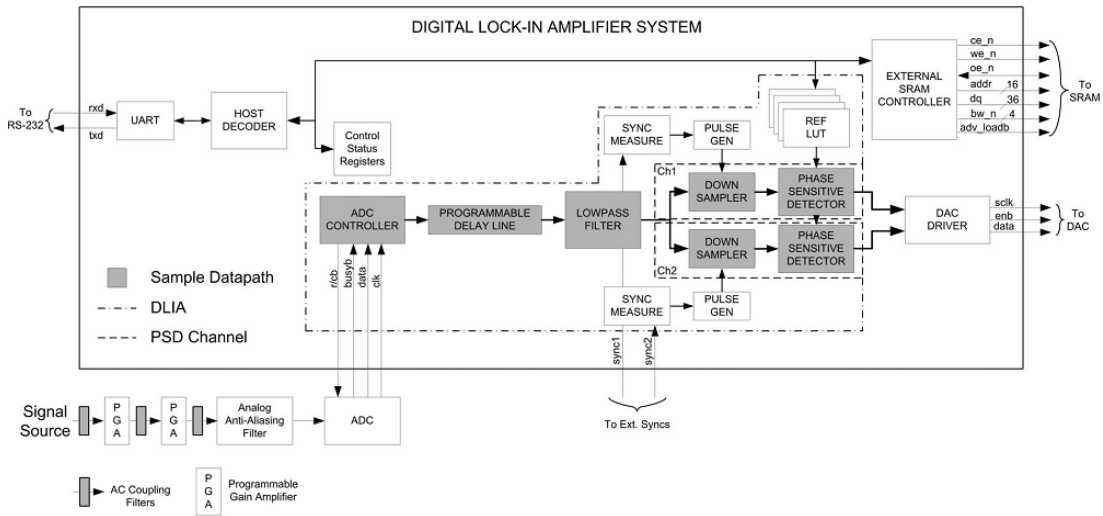 DIGITAL LOCK-IN AMPLIFIER SYSTEM
To
RS-232
rxd
txd
UART
HOST
DECODER
Control
Status
Registers
EXTERNAL
SRAM
CONTROLLER
ce_n
we_n
oe_n
addr
16
dq
36
bw_n
4
adv_loadb
To
SRAM
SYNC
MEASURE
PULSE
GEN
REF
LUT
Ch1
DOWN
SAMPLER
PHASE
SENSITIVE
DETECTOR
ADC
CONTROLLER
PROGRAMMABLE
DELAY LINE
LOWPASS
FILTER
DOWN
SAMPLER
PHASE
SENSITIVE
DETECTOR
Ch2
DAC
DRIVER
sclk
enb
data
To
DAC
SYNC
MEASURE
PULSE
GEN
r/cb
busyb
data
clk
sync1
sync2
To Ext. Syncs
Sample Datapath
DLIA
PSD Channel
Signal
Source
P
G
A
P
G
A
Analog
Anti-Aliasing
Filter
ADC
AC Coupling
Filters
P
G
A
Programmable
Gain Amplifier